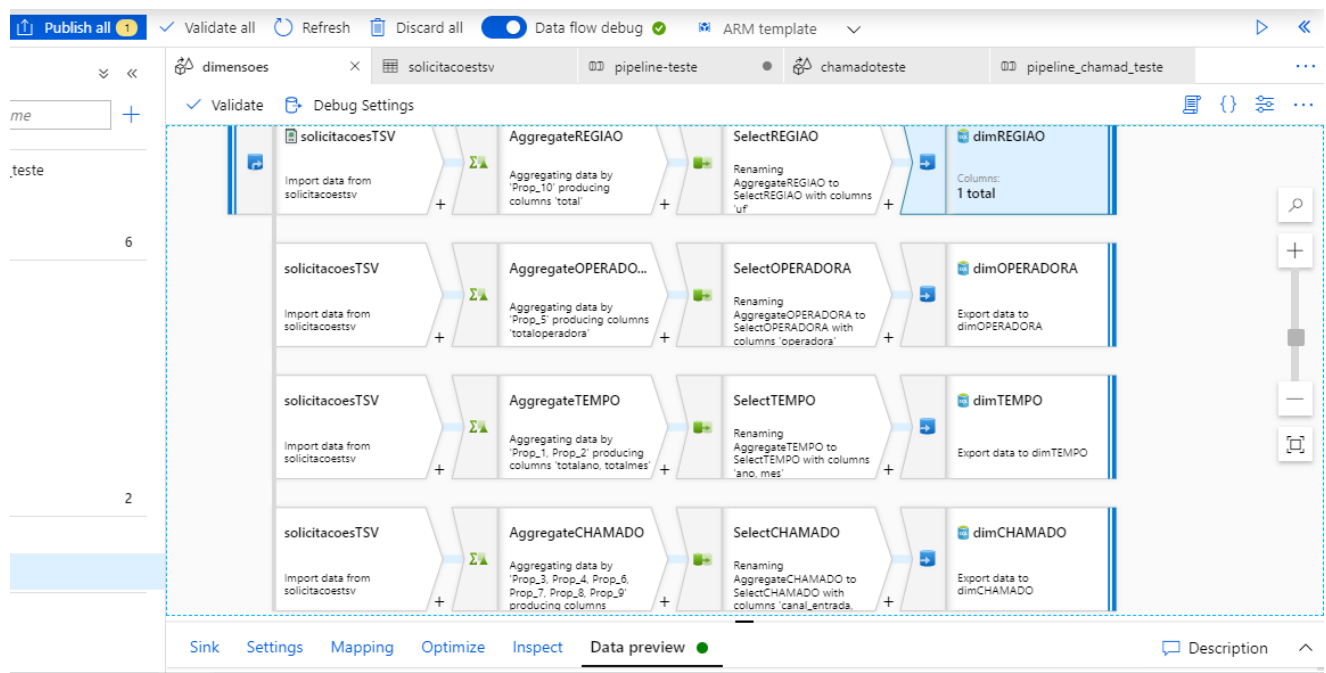 Publish all 1
Validate all
Refresh
Discard all
Data flow debug
ARM template
dimensoes
solicitacoestsv
pipeline-teste
chamadoteste
pipeline_chamad_teste
me
_teste
6
2
Validate
Debug Settings
{}
solicitacoesTSV
Import data from
solicitacoestsv
+
AggregateREGIAO
Aggregating data by
'Prop_10' producing
columns 'total'
+
SelectREGIAO
Renaming
AggregateREGIAO to
SelectREGIAO with columns
'uf'
+
dimREGIAO
Columns:
1 total
solicitacoesTSV
Import data from
solicitacoestsv
+
AggregateOPERADO...
Aggregating data by
'Prop_5' producing columns
'totaloperadora'
+
SelectOPERADORA
Renaming
AggregateOPERADORA to
SelectOPERADORA with
columns 'operadora'
+
dimOPERADORA
Export data to
dimOPERADORA
solicitacoesTSV
Import data from
solicitacoestsv
+
AggregateTEMPO
Aggregating data by
'Prop_1, Prop_2' producing
columns 'totalano, totalmes'
+
SelectTEMPO
Renaming
AggregateTEMPO to
SelectTEMPO with columns
'ano, mes'
+
dimTEMPO
Export data to dimTEMPO
solicitacoesTSV
Import data from
solicitacoestsv
+
AggregateCHAMADO
Aggregating data by
'Prop_3, Prop_4, Prop_6,
Prop_7, Prop_8, Prop_9'
producing columns
+
SelectCHAMADO
Renaming
AggregateCHAMADO to
SelectCHAMADO with
columns 'canal_entrada,
+
dimCHAMADO
Export data to
dimCHAMADO
Sink
Settings
Mapping
Optimize
Inspect
Data preview
Description